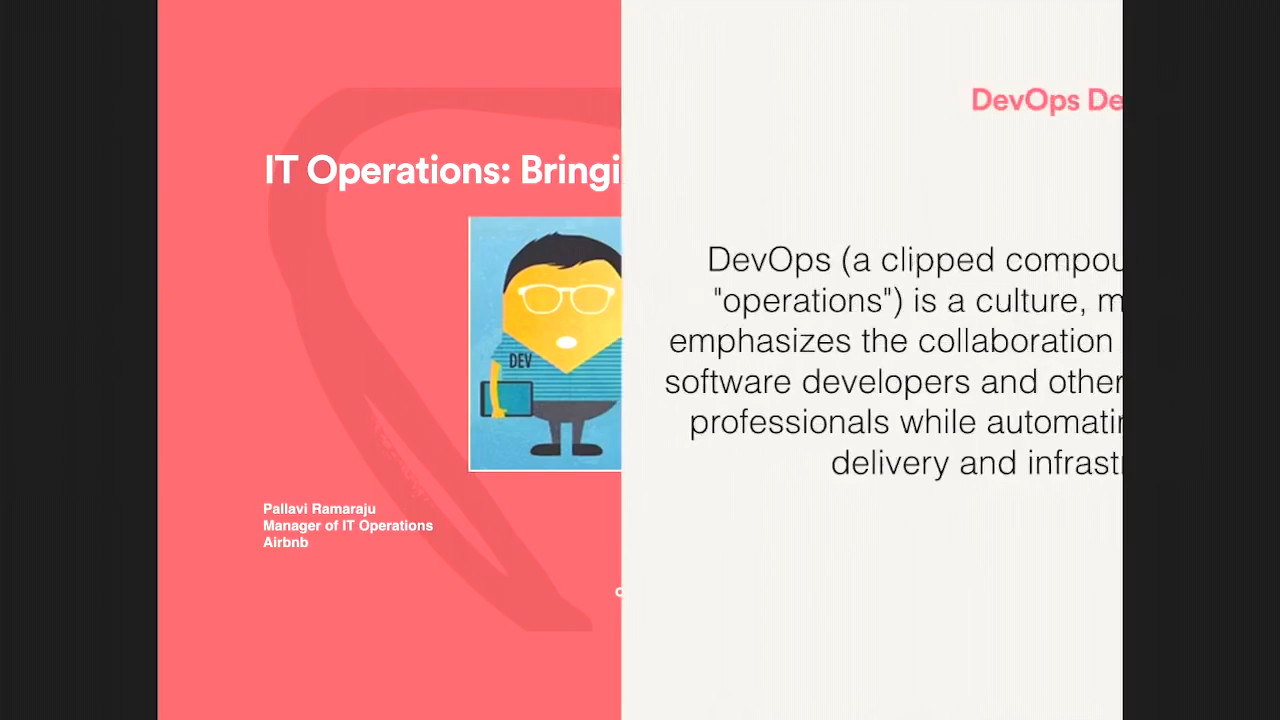 IT Operations: Bringi
DEV
Pallavi Ramaraju
Manager of IT Operations
Airbnb
DevOps De
DevOps (a clipped compou
"operations") is a culture, m
emphasizes the collaboration
software developers and other
professionals while automatin
delivery and infrastr